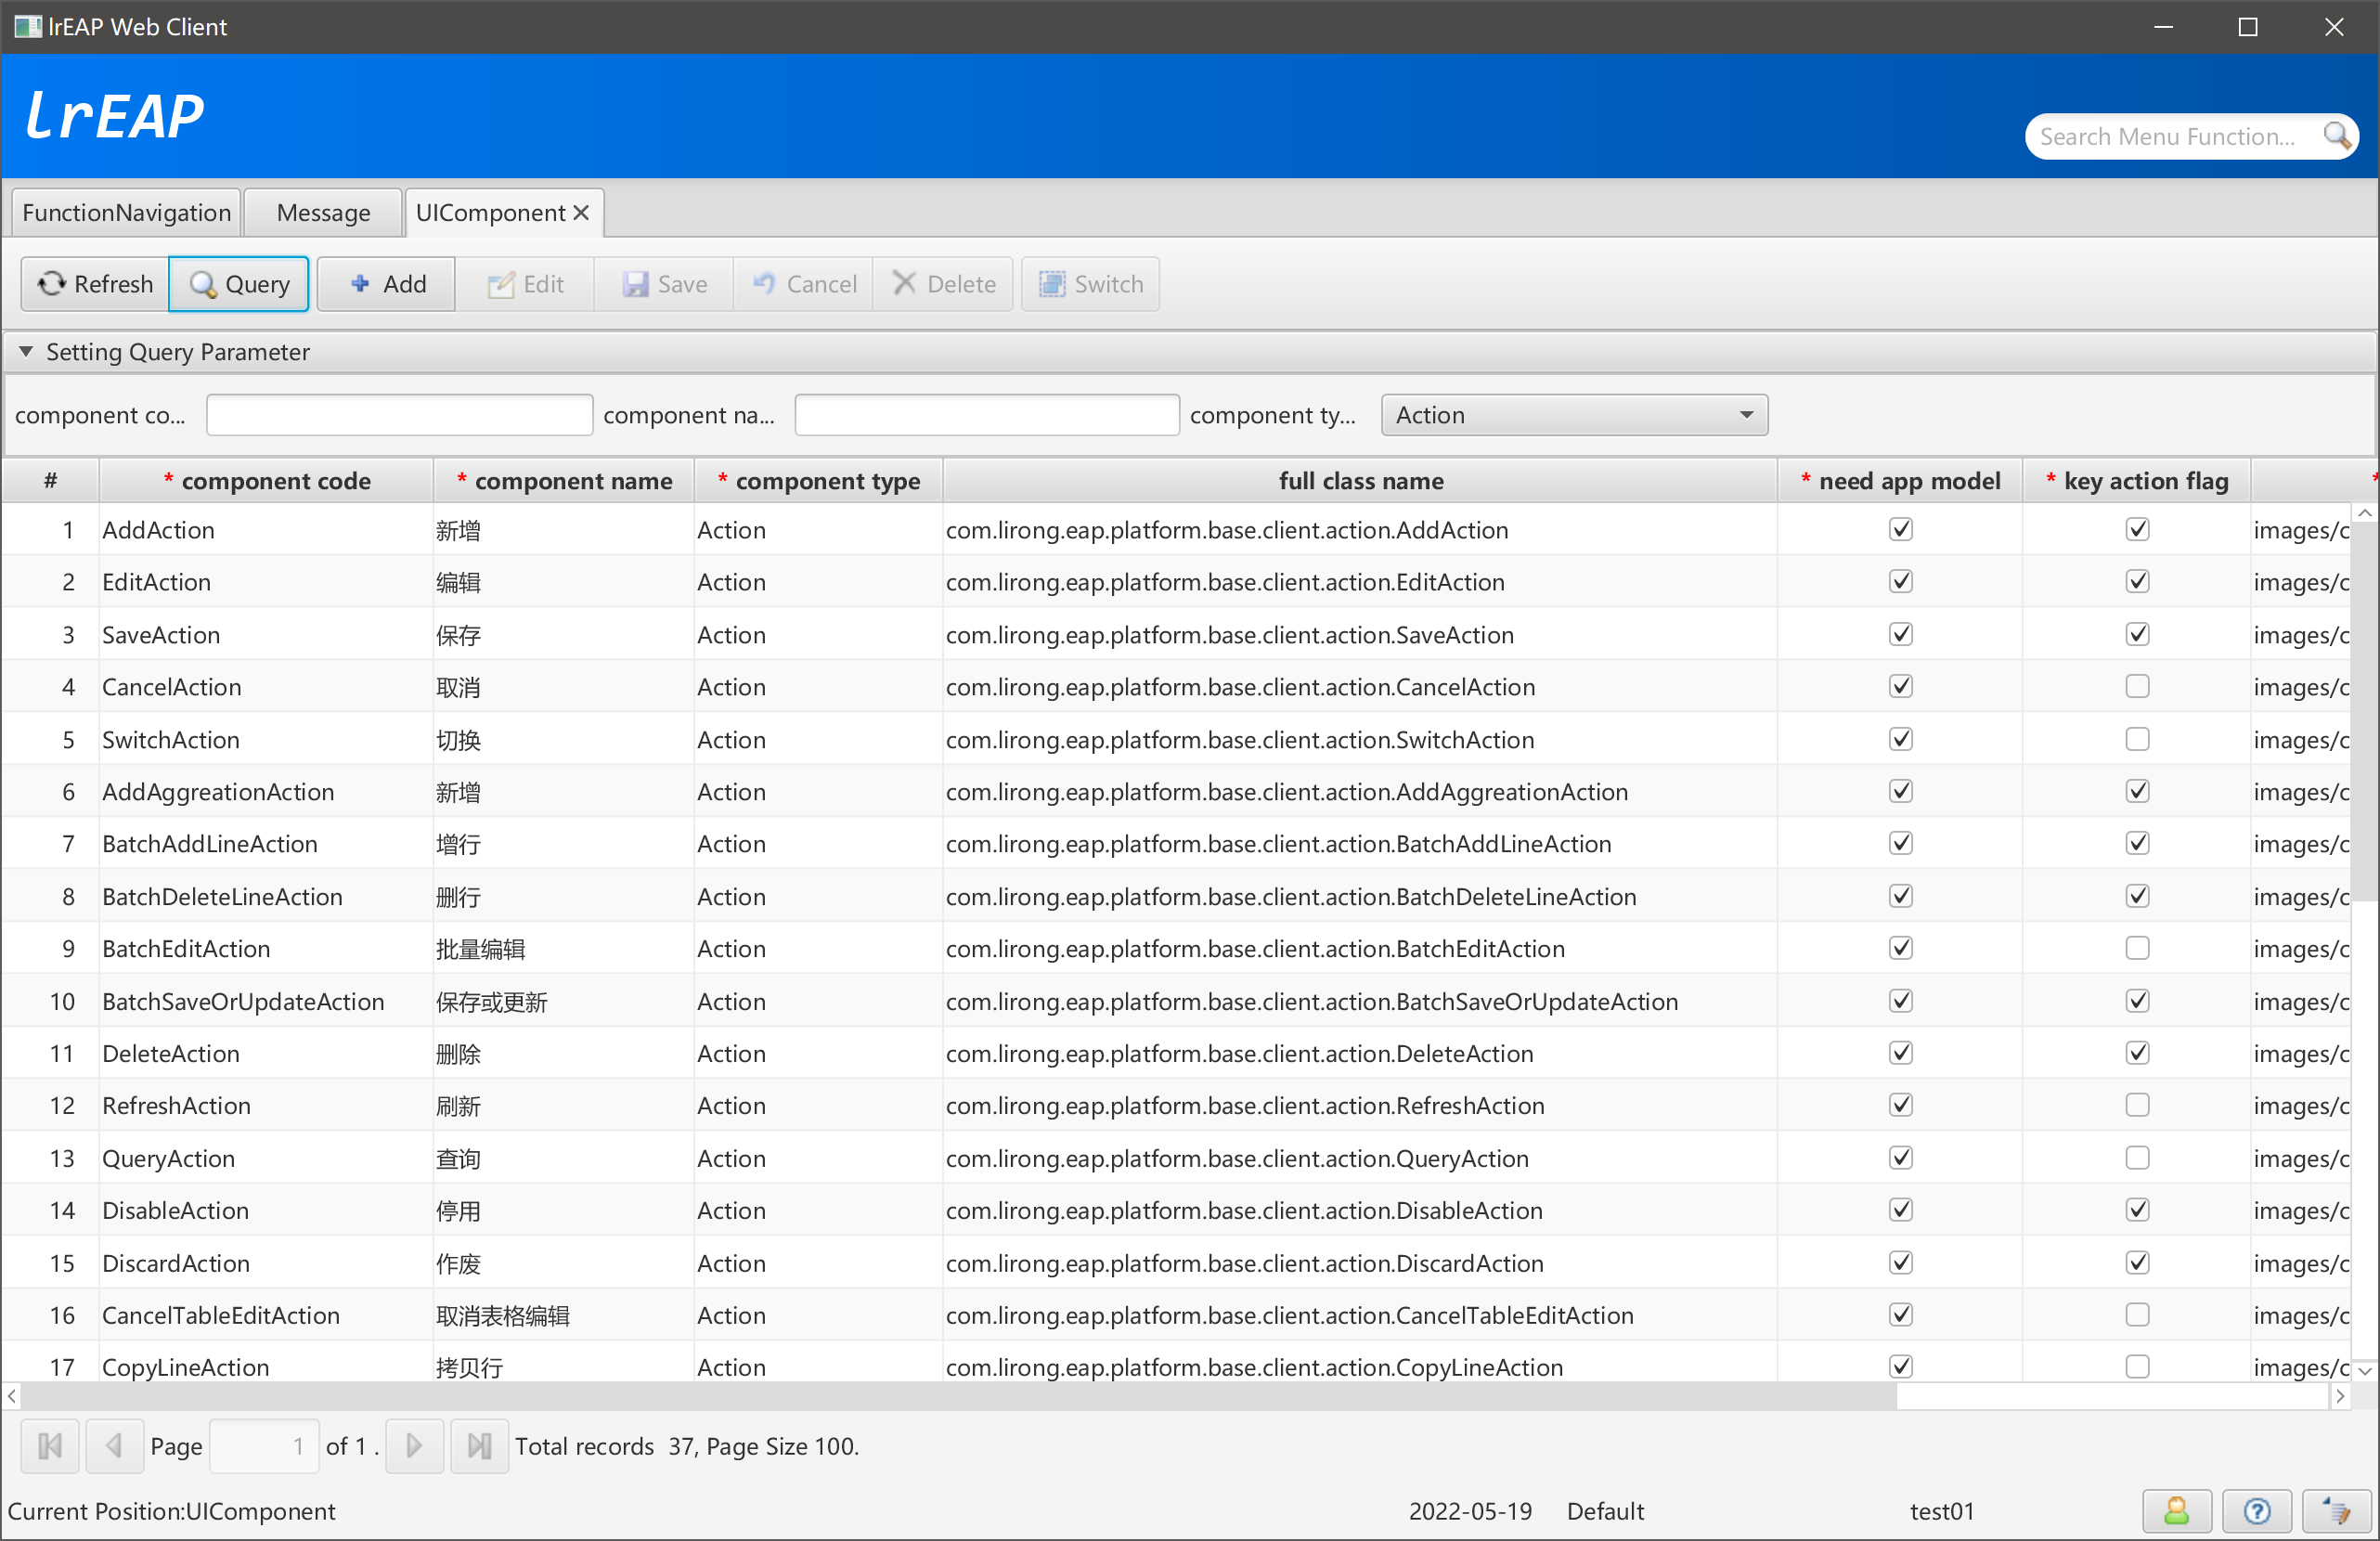 lrEAP Web Client
lrEAP
Search Menu Function...
FunctionNavigation Message UIComponent
Refresh Query Add Edit Save Cancel Delete Switch
Setting Query Parameter
component co... component na... component ty... Action
# * component code * component name * component type full class name * need app model * key action flag *
1 AddAction 新增 Action com.lirong.eap.platform.base.client.action.AddAction images/c
2 EditAction 编辑 Action com.lirong.eap.platform.base.client.action.EditAction images/c
3 SaveAction 保存 Action com.lirong.eap.platform.base.client.action.SaveAction images/c
4 CancelAction 取消 Action com.lirong.eap.platform.base.client.action.CancelAction images/c
5 SwitchAction 切换 Action com.lirong.eap.platform.base.client.action.SwitchAction images/c
6 AddAggreationAction 新增 Action com.lirong.eap.platform.base.client.action.AddAggreationAction images/c
7 BatchAddLineAction 增行 Action com.lirong.eap.platform.base.client.action.BatchAddLineAction images/c
8 BatchDeleteLineAction 删行 Action com.lirong.eap.platform.base.client.action.BatchDeleteLineAction images/c
9 BatchEditAction 批量编辑 Action com.lirong.eap.platform.base.client.action.BatchEditAction images/c
10 BatchSaveOrUpdateAction 保存或更新 Action com.lirong.eap.platform.base.client.action.BatchSaveOrUpdateAction images/c
11 DeleteAction 删除 Action com.lirong.eap.platform.base.client.action.DeleteAction images/c
12 RefreshAction 刷新 Action com.lirong.eap.platform.base.client.action.RefreshAction images/c
13 QueryAction 查询 Action com.lirong.eap.platform.base.client.action.QueryAction images/c
14 DisableAction 停用 Action com.lirong.eap.platform.base.client.action.DisableAction images/c
15 DiscardAction 作废 Action com.lirong.eap.platform.base.client.action.DiscardAction images/c
16 CancelTableEditAction 取消表格编辑 Action com.lirong.eap.platform.base.client.action.CancelTableEditAction images/c
17 CopyLineAction 拷贝行 Action com.lirong.eap.platform.base.client.action.CopyLineAction images/c
Page 1 of 1 . Total records 37, Page Size 100.
Current Position:UIComponent 2022-05-19 Default test01